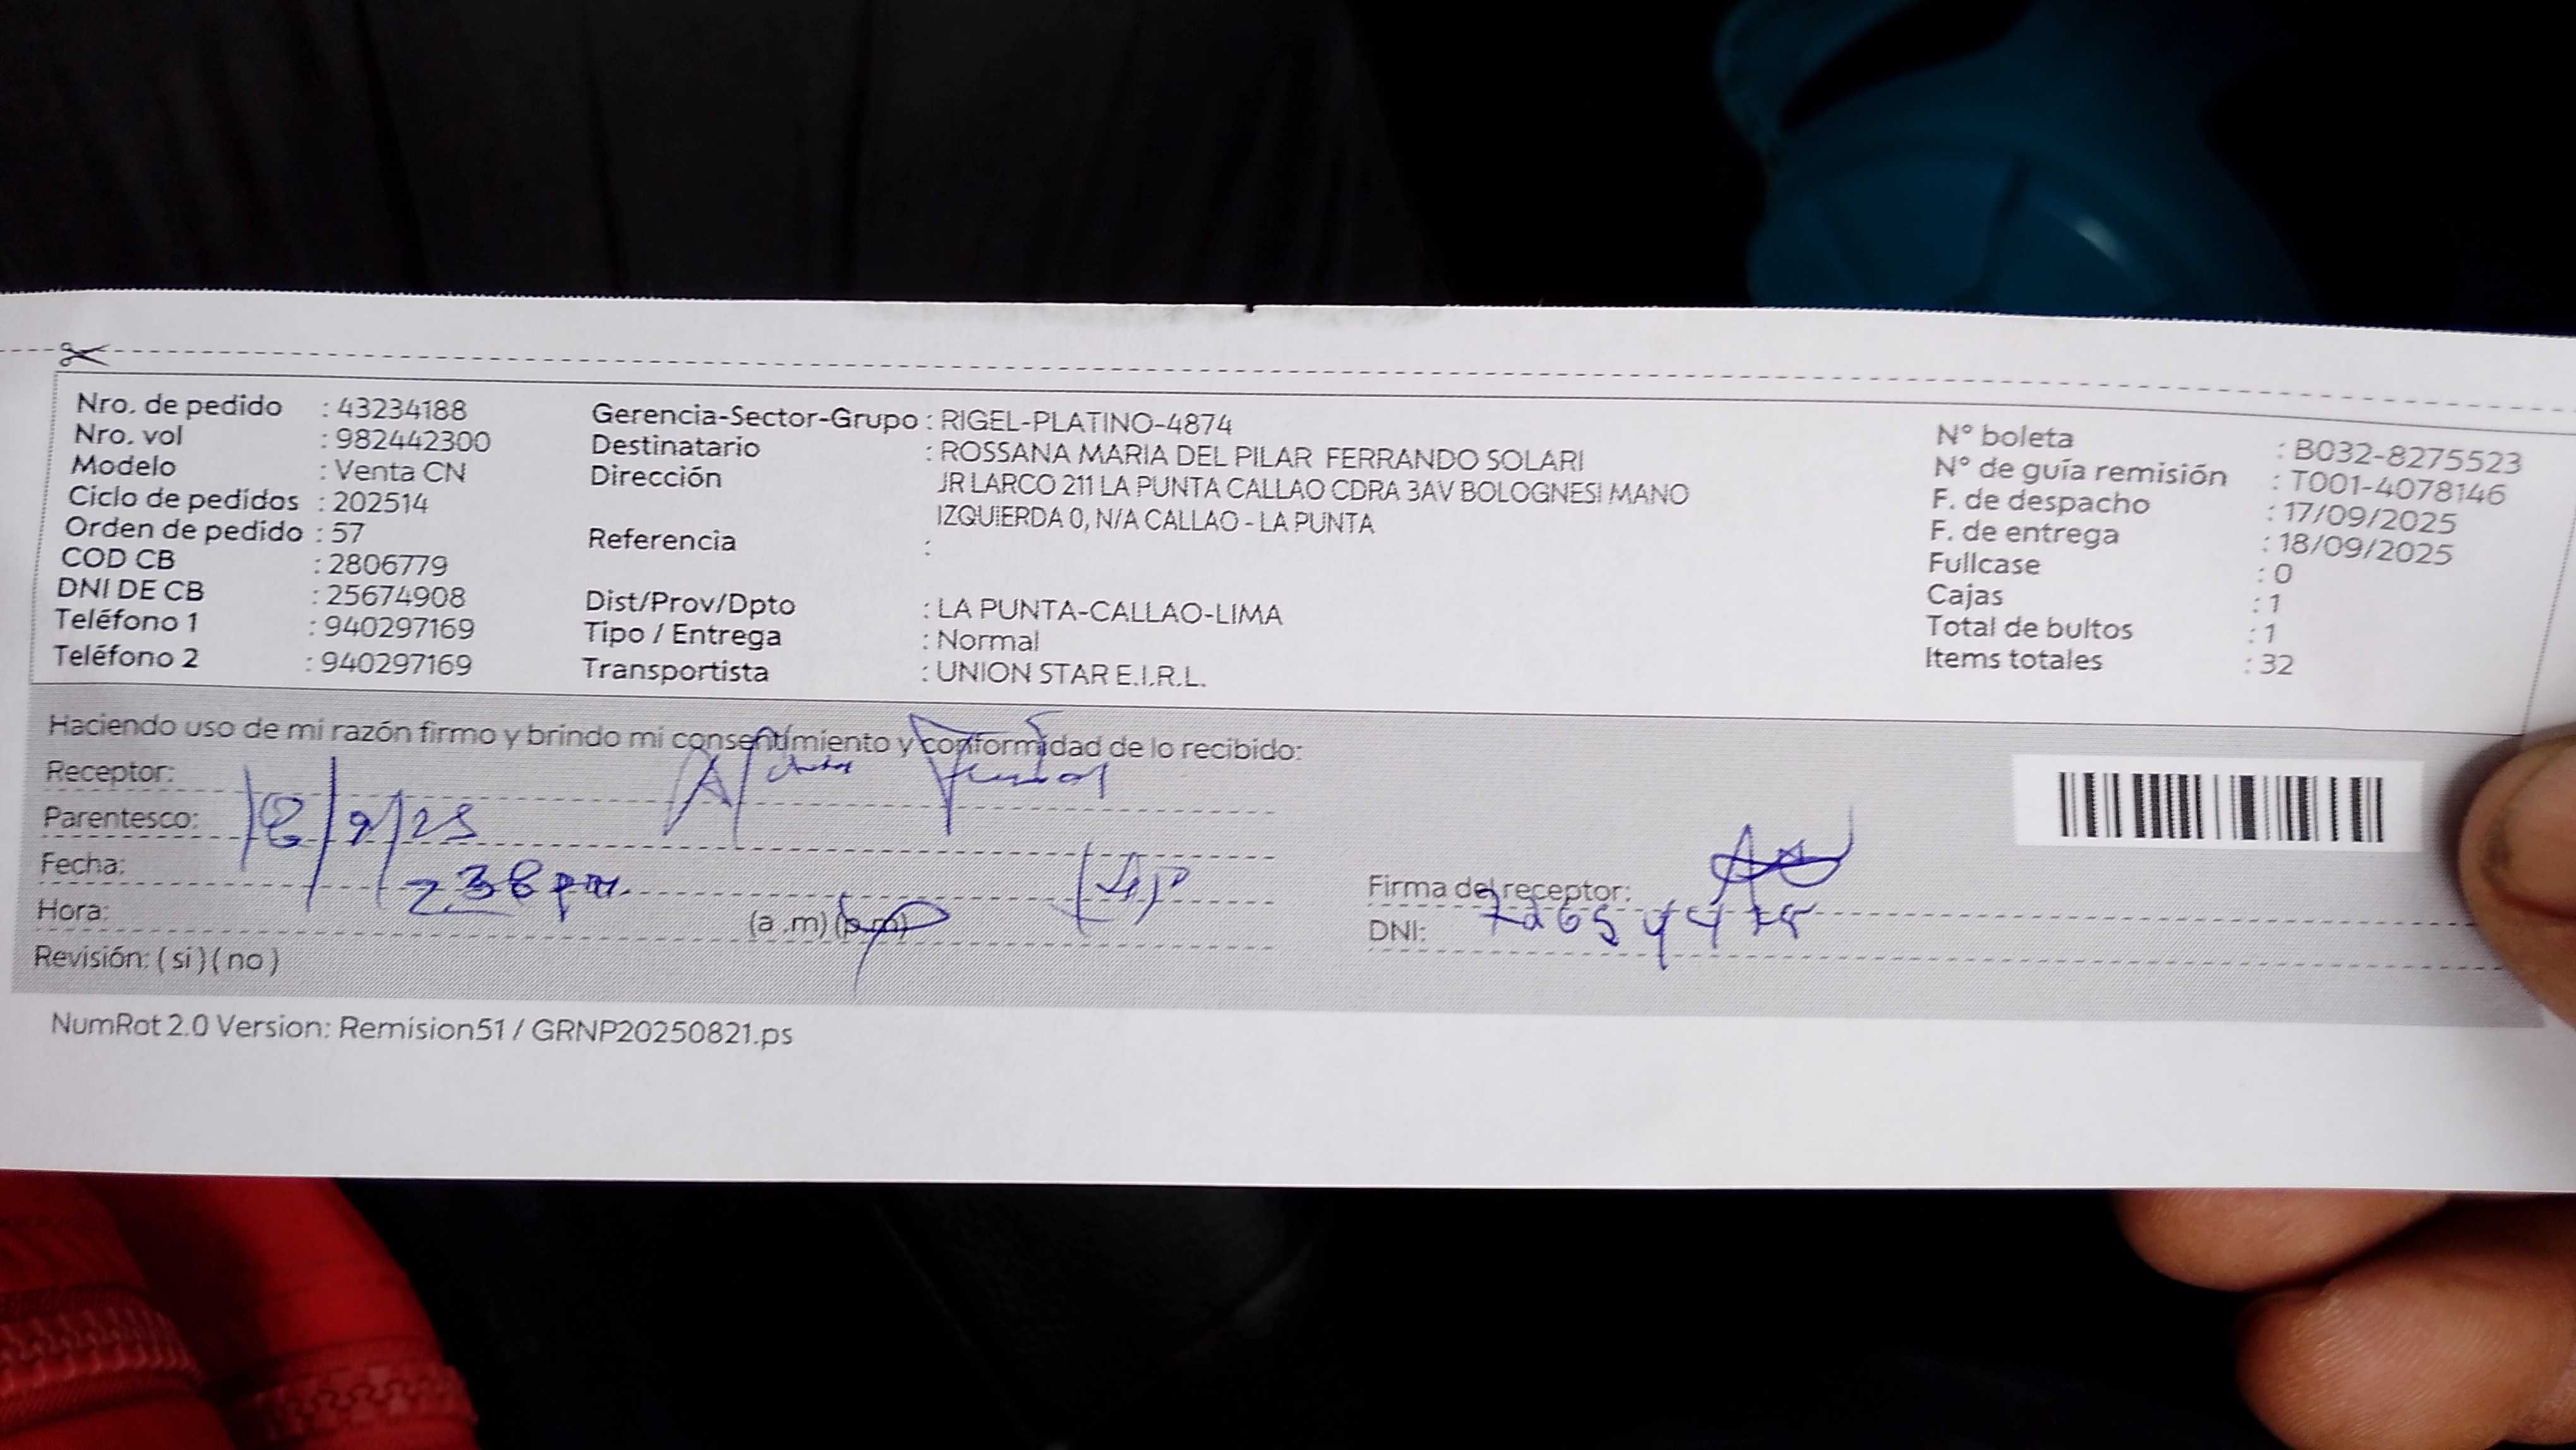 Nro. de pedido : 43234188
Nro. vol : 982442300
Modelo : Venta CN
Ciclo de pedidos : 202514
Orden de pedido : 57
COD CB : 2806779
DNI DE CB : 25674908
Teléfono 1 : 940297169
Teléfono 2 : 940297169
Gerencia-Sector-Grupo : RIGEL-PLATINO-4874
Destinatario : ROSSANA MARIA DEL PILAR FERRANDO SOLARI
Dirección JR LARCO 211 LA PUNTA CALLAO CDRA 3AV BOLOGNESI MANO
IZQUIERDA 0, N/A CALLAO - LA PUNTA
Referencia :
Dist/Prov/Dpto : LA PUNTA-CALLAO-LIMA
Tipo / Entrega : Normal
Transportista : UNION STAR E.I.R.L.
N° boleta : B032-8275523
N° de guía remisión : T001-4078146
F. de despacho : 17/09/2025
F. de entrega : 18/09/2025
Fullcase : 0
Cajas : 1
Total de bultos : 1
Items totales : 32
Haciendo uso de mi razón firmo y brindo mi consentimiento y conformidad de lo recibido:
Receptor:
Parentesco: 18/9/25
Fecha: 238 pm.
Hora: (a .m) (p.m)
Revisión: ( si ) ( no )
Firma del receptor:
DNI:
NumRot 2.0 Version: Remision51 / GRNP20250821.ps